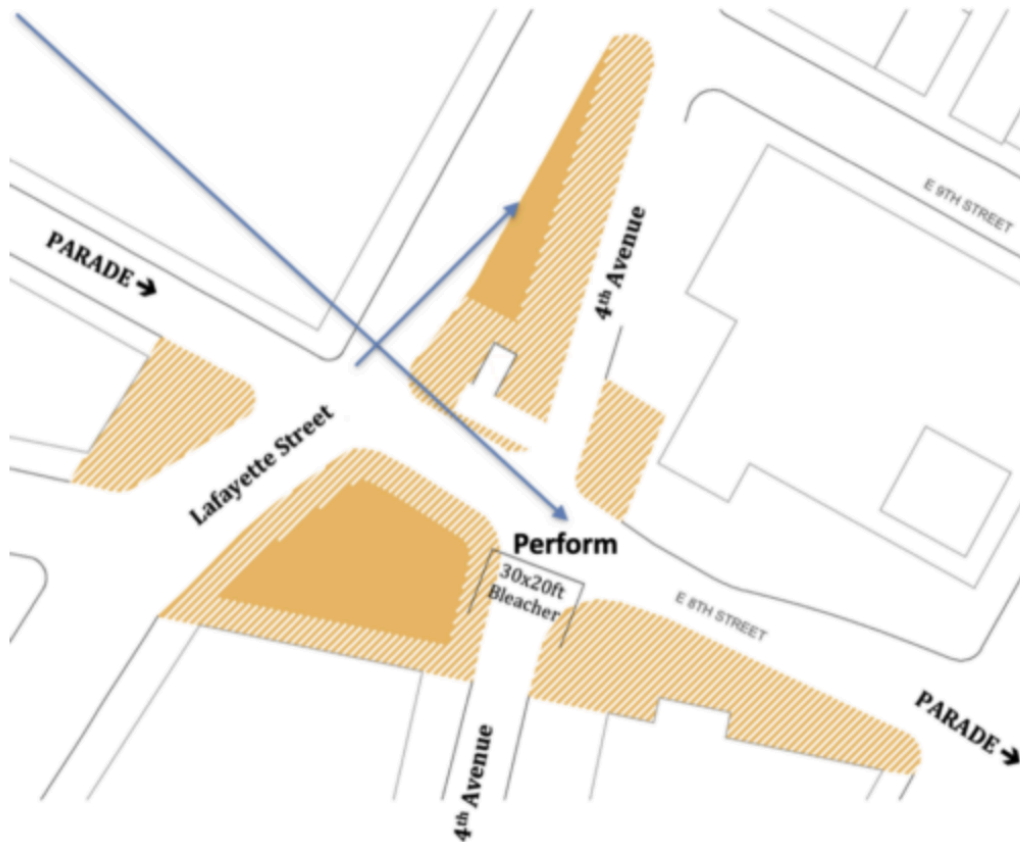 E 9TH STREET
4th Avenue
PARADE →
Lafayette Street
Perform
30x20ft
Bleacher
E 8TH STREET
PARADE →
4th Avenue